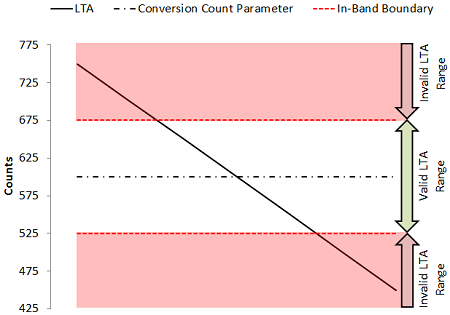 LTA Conversion Count Parameter In-Band Boundary
775
725
675
625
575
525
475
425
Counts
Invalid LTA
Range
Valid LTA
Range
Invalid LTA
Range